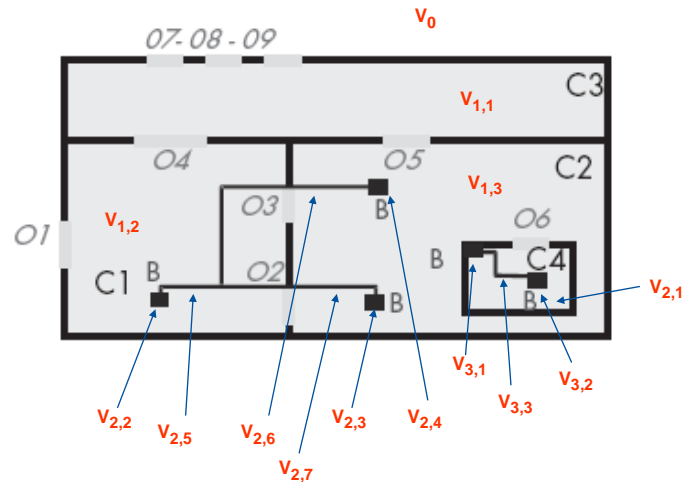 V0
07- 08 - 09
V1,1
C3
O4
O5
C2
V1,3
O3
B
O6
O1
V1,2
C1
B
O2
B
B
C4
B
V2,1
V3,1
V3,2
V3,3
V2,2
V2,5
V2,6
V2,3
V2,4
V2,7